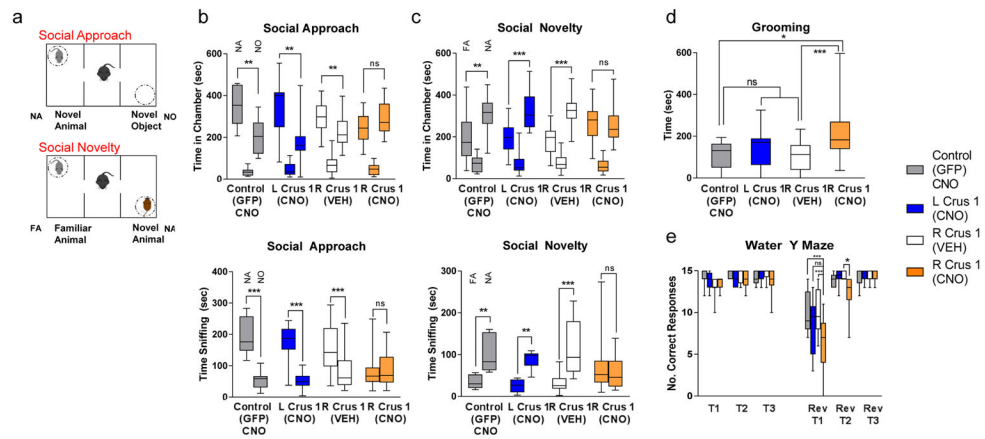 a
Social Approach
NA
Novel
Animal
Novel
Object
NO
Social Novelty
FA
Familiar
Animal
Novel
Animal
NA
b
Social Approach
Time in Chamber (sec)
600
400
200
0
NA
NO
**
**
**
ns
Control
(GFP)
CNO
L Crus 1
(CNO)
R Crus 1
(VEH)
R Crus 1
(CNO)
Social Approach
Time Sniffing (sec)
500
400
300
200
100
0
NA
NO
***
***
***
ns
Control
(GFP)
CNO
L Crus 1
(CNO)
R Crus 1
(VEH)
R Crus 1
(CNO)
c
Social Novelty
Time in Chamber (sec)
600
400
200
0
FA
NA
**
***
***
ns
Control
(GFP)
CNO
L Crus 1
(CNO)
R Crus 1
(VEH)
R Crus 1
(CNO)
Social Novelty
Time Sniffing (sec)
300
200
100
0
FA
NA
**
**
***
ns
Control
(GFP)
CNO
L Crus 1
(CNO)
R Crus 1
(VEH)
R Crus 1
(CNO)
d
Grooming
Time (sec)
600
400
200
0
*
***
ns
Control
(GFP)
CNO
L Crus 1
(CNO)
R Crus 1
(VEH)
R Crus 1
(CNO)
Control
(GFP)
CNO
L Crus 1
(CNO)
R Crus 1
(VEH)
R Crus 1
(CNO)
e
Water Y Maze
No. Correct Responses
15
10
5
0
***
ns
***
*
T1
T2
T3
Rev
T1
Rev
T2
Rev
T3